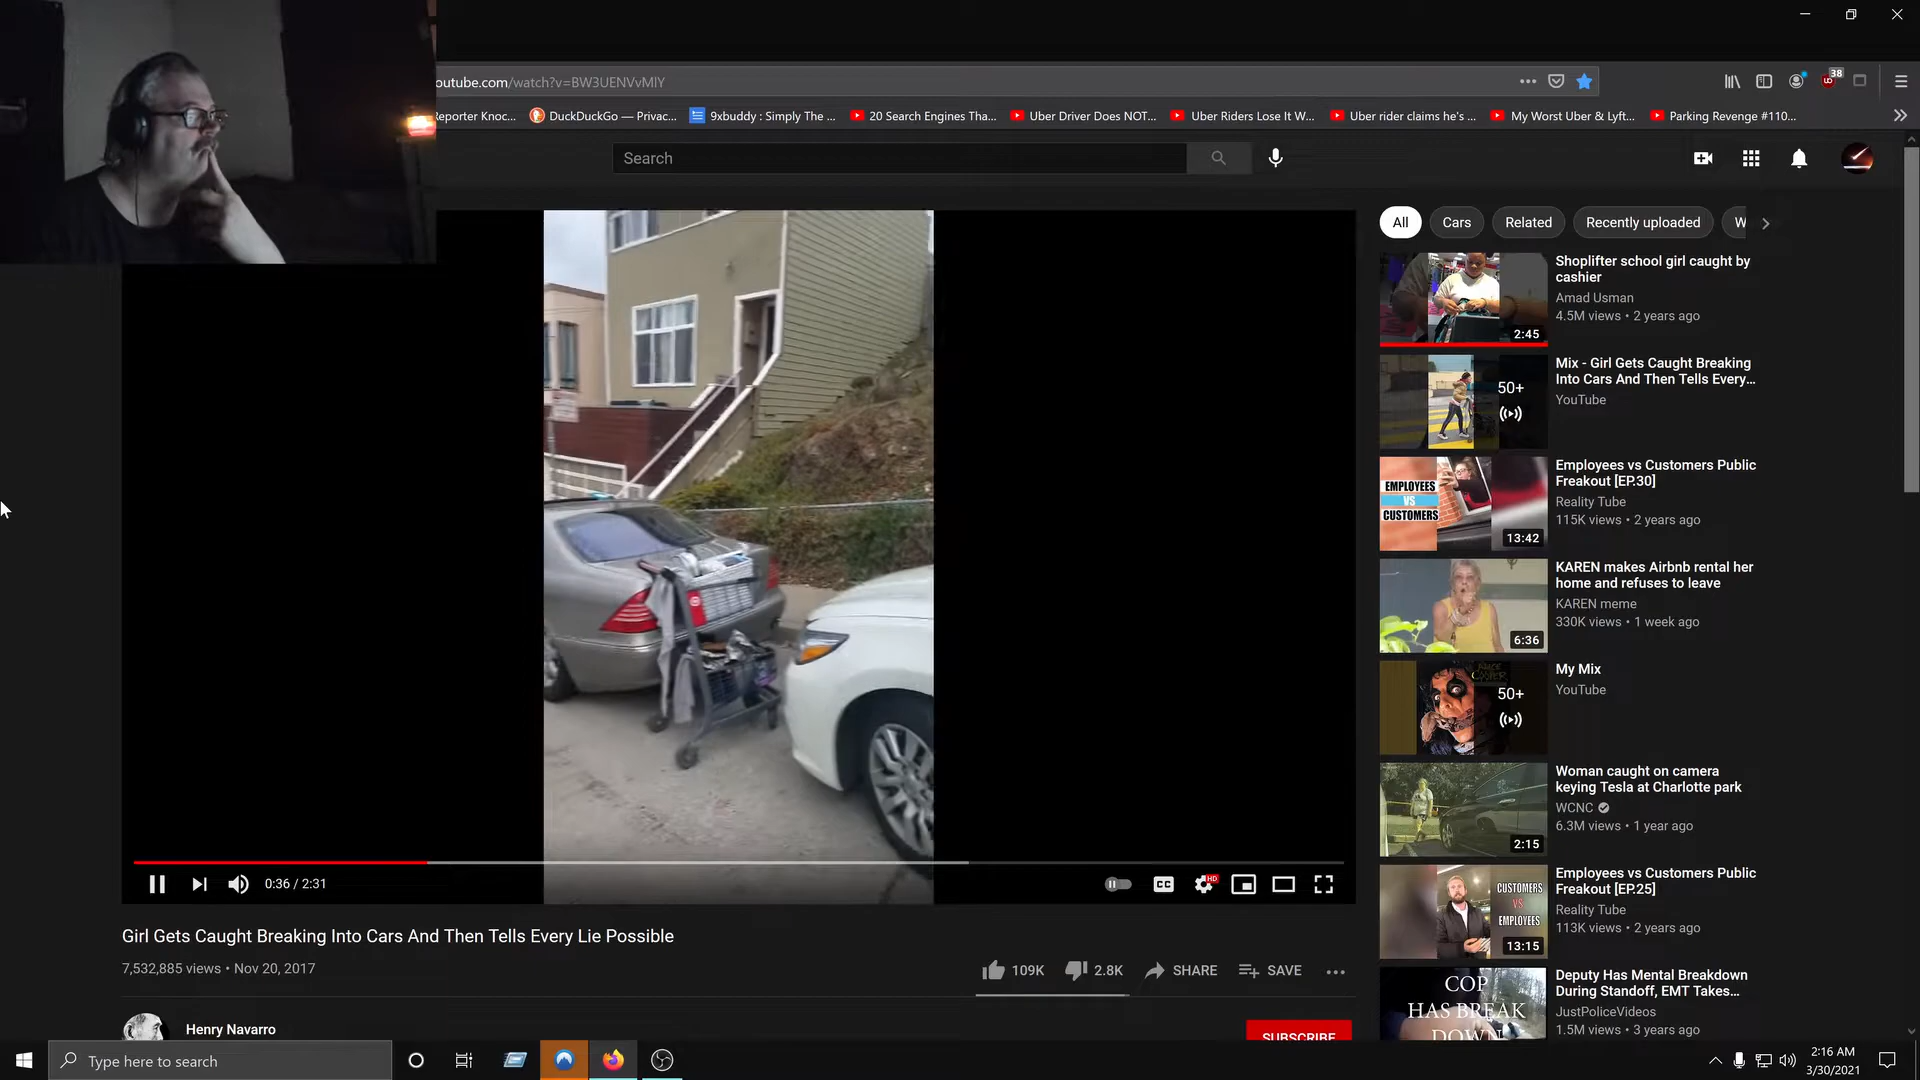 outube.com/watch?v=BW3UENVvMlY
38
Reporter Knoc...
DuckDuckGo — Privac...
9xbuddy : Simply The ...
20 Search Engines Tha...
Uber Driver Does NOT...
Uber Riders Lose It W...
Uber rider claims he's ...
My Worst Uber & Lyft...
Parking Revenge #110...
Search
All
Cars
Related
Recently uploaded
W
Shoplifter school girl caught by
cashier
Amad Usman
4.5M views • 2 years ago
2:45
Mix - Girl Gets Caught Breaking
Into Cars And Then Tells Every...
YouTube
50+
EMPLOYEES
VS
CUSTOMERS
13:42
Employees vs Customers Public
Freakout [EP.30]
Reality Tube
115K views • 2 years ago
KAREN makes Airbnb rental her
home and refuses to leave
KAREN meme
330K views • 1 week ago
6:36
My Mix
YouTube
50+
Woman caught on camera
keying Tesla at Charlotte park
WCNC
6.3M views • 1 year ago
2:15
Employees vs Customers Public
Freakout [EP.25]
Reality Tube
113K views • 2 years ago
CUSTOMERS
VS
EMPLOYEES
13:15
Deputy Has Mental Breakdown
During Standoff, EMT Takes...
JustPoliceVideos
1.5M views • 3 years ago
COP
HAS BREAK
DOWN
0:36 / 2:31
CC
HD
Girl Gets Caught Breaking Into Cars And Then Tells Every Lie Possible
7,532,885 views • Nov 20, 2017
109K
2.8K
SHARE
SAVE
Henry Navarro
SUBSCRIBE
Type here to search
2:16 AM
3/30/2021